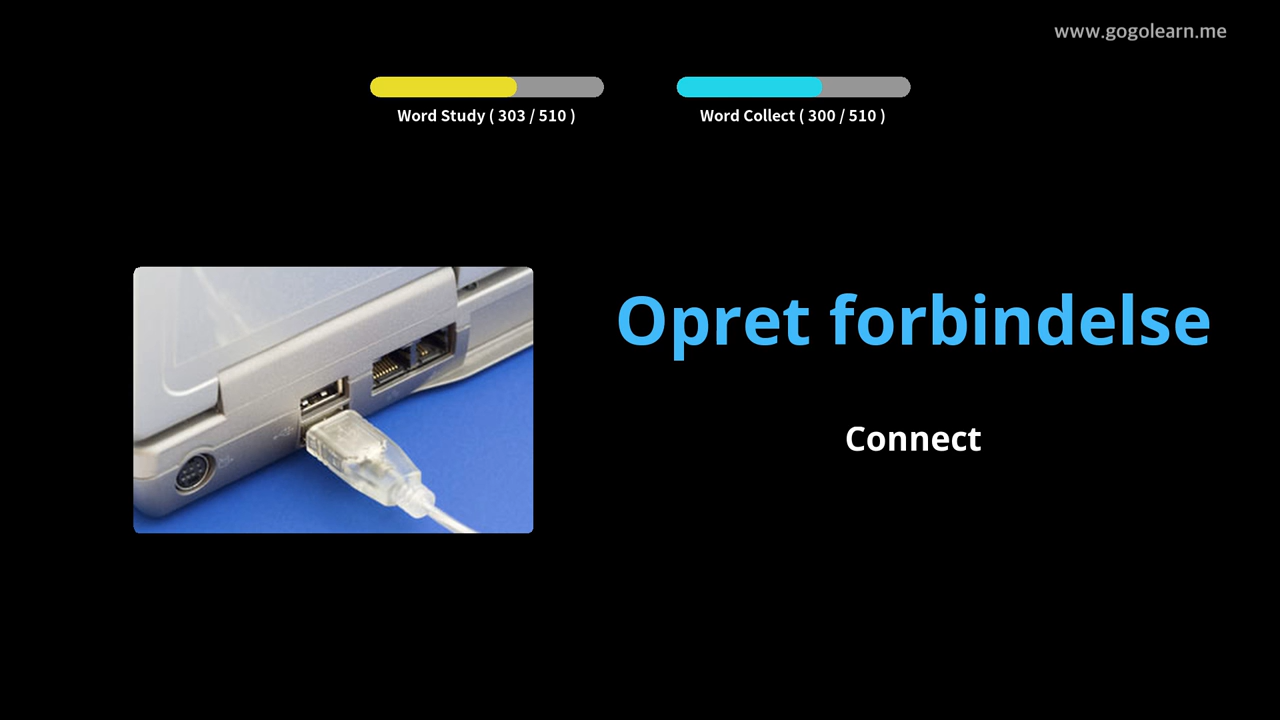 www.gogolearn.me
Word Study ( 303 / 510 )
Word Collect ( 300 / 510 )
Opret forbindelse
Connect